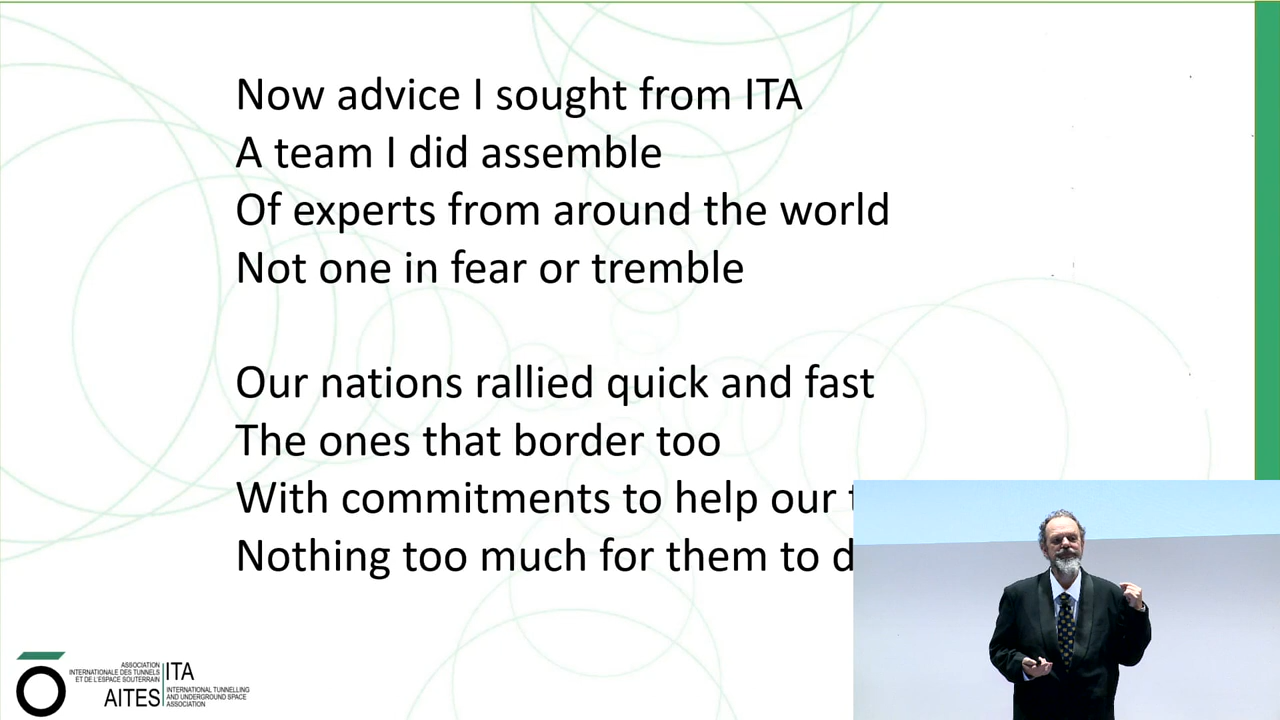 Now advice I sought from ITA
A team I did assemble
Of experts from around the world
Not one in fear or tremble
Our nations rallied quick and fast
The ones that border too
With commitments to help our
Nothing too much for them to
ASSOCIATION
INTERNATIONALE DES TUNNELS
ET DE L'ESPACE SOUTERRAIN
AITES
ITA
INTERNATIONAL TUNNELLING
AND UNDERGROUND SPACE
ASSOCIATION